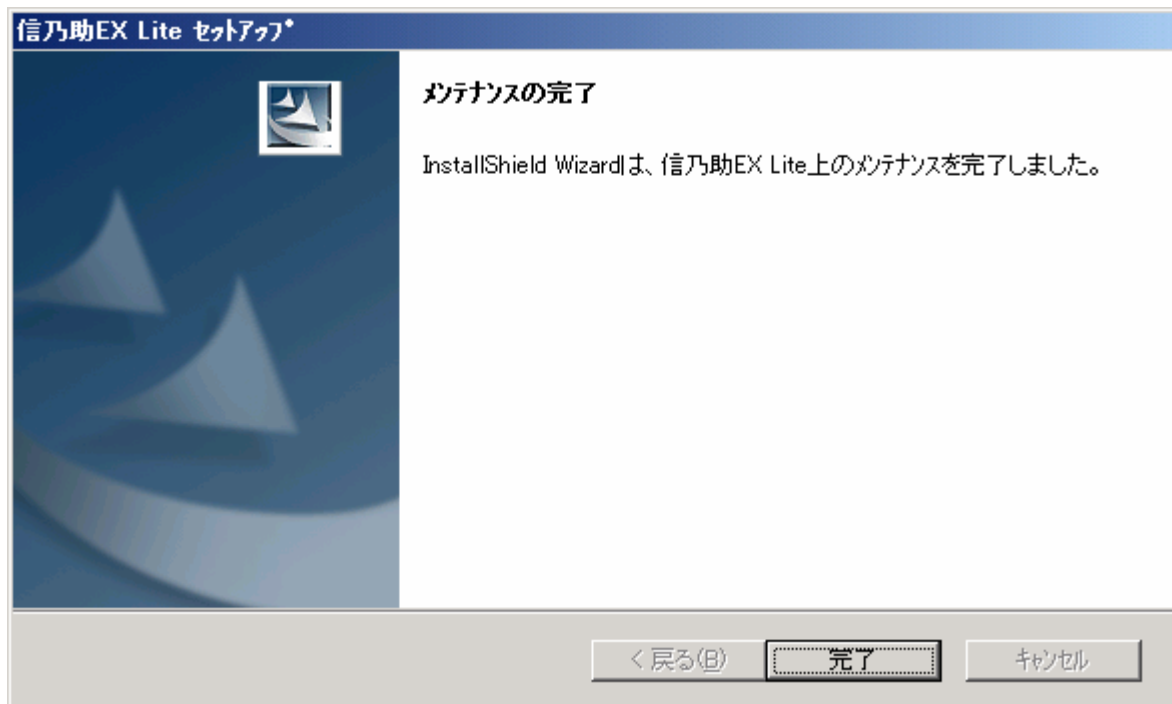 信乃助EX Lite ｾｯﾄｱｯﾌﾟ
ﾒﾝﾃﾅﾝｽの完了
InstallShield Wizardは、信乃助EX Lite上のﾒﾝﾃﾅﾝｽを完了しました。
< 戻る(B)
完了
ｷｬﾝｾﾙ